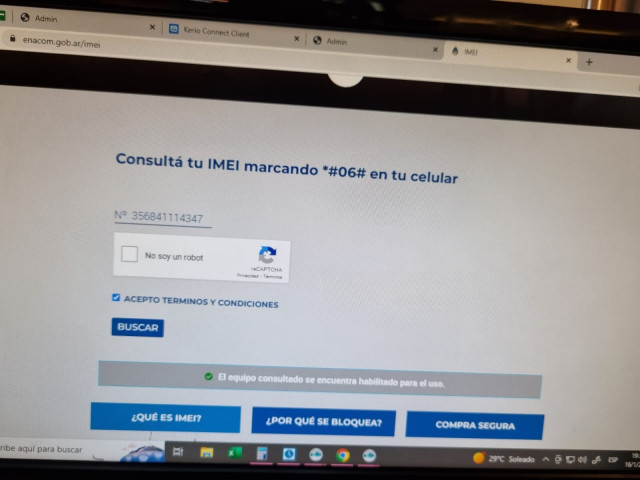 Admin
Kerio Connect Client
Admin
IMEI
enacom.gob.ar/imei
Consultá tu IMEI marcando *#06# en tu celular
Nº 356841114347
No soy un robot
reCAPTCHA
Privacidad - Términos
ACEPTO TERMINOS Y CONDICIONES
BUSCAR
El equipo consultado se encuentra habilitado para el uso.
¿QUÉ ES IMEI?
¿POR QUÉ SE BLOQUEA?
COMPRA SEGURA
ribe aquí para buscar
29°C Soleado
ESP